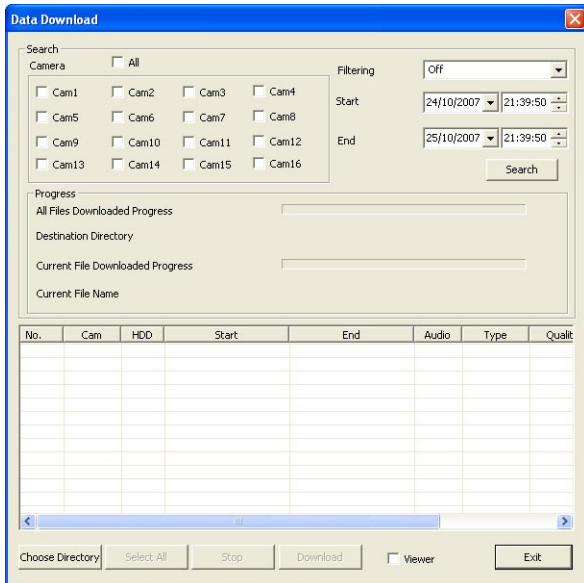 Data Download
Search
Camera All
Filtering Off
Cam1 Cam2 Cam3 Cam4
Start 24/10/2007 21:39:50
Cam5 Cam6 Cam7 Cam8
End 25/10/2007 21:39:50
Cam9 Cam10 Cam11 Cam12
Cam13 Cam14 Cam15 Cam16
Search
Progress
All Files Downloaded Progress
Destination Directory
Current File Downloaded Progress
Current File Name
No. Cam HDD Start End Audio Type Qualit
Choose Directory Select All Stop Download Viewer Exit